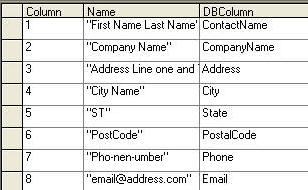 Column Name DBColumn
1 "First Name Last Name' ContactName
2 "Company Name" CompanyName
3 "Address Line one and Address
4 "City Name" City
5 "ST" State
6 "PostCode" PostalCode
7 "Pho-nen-umber" Phone
8 "email@address.com" Email